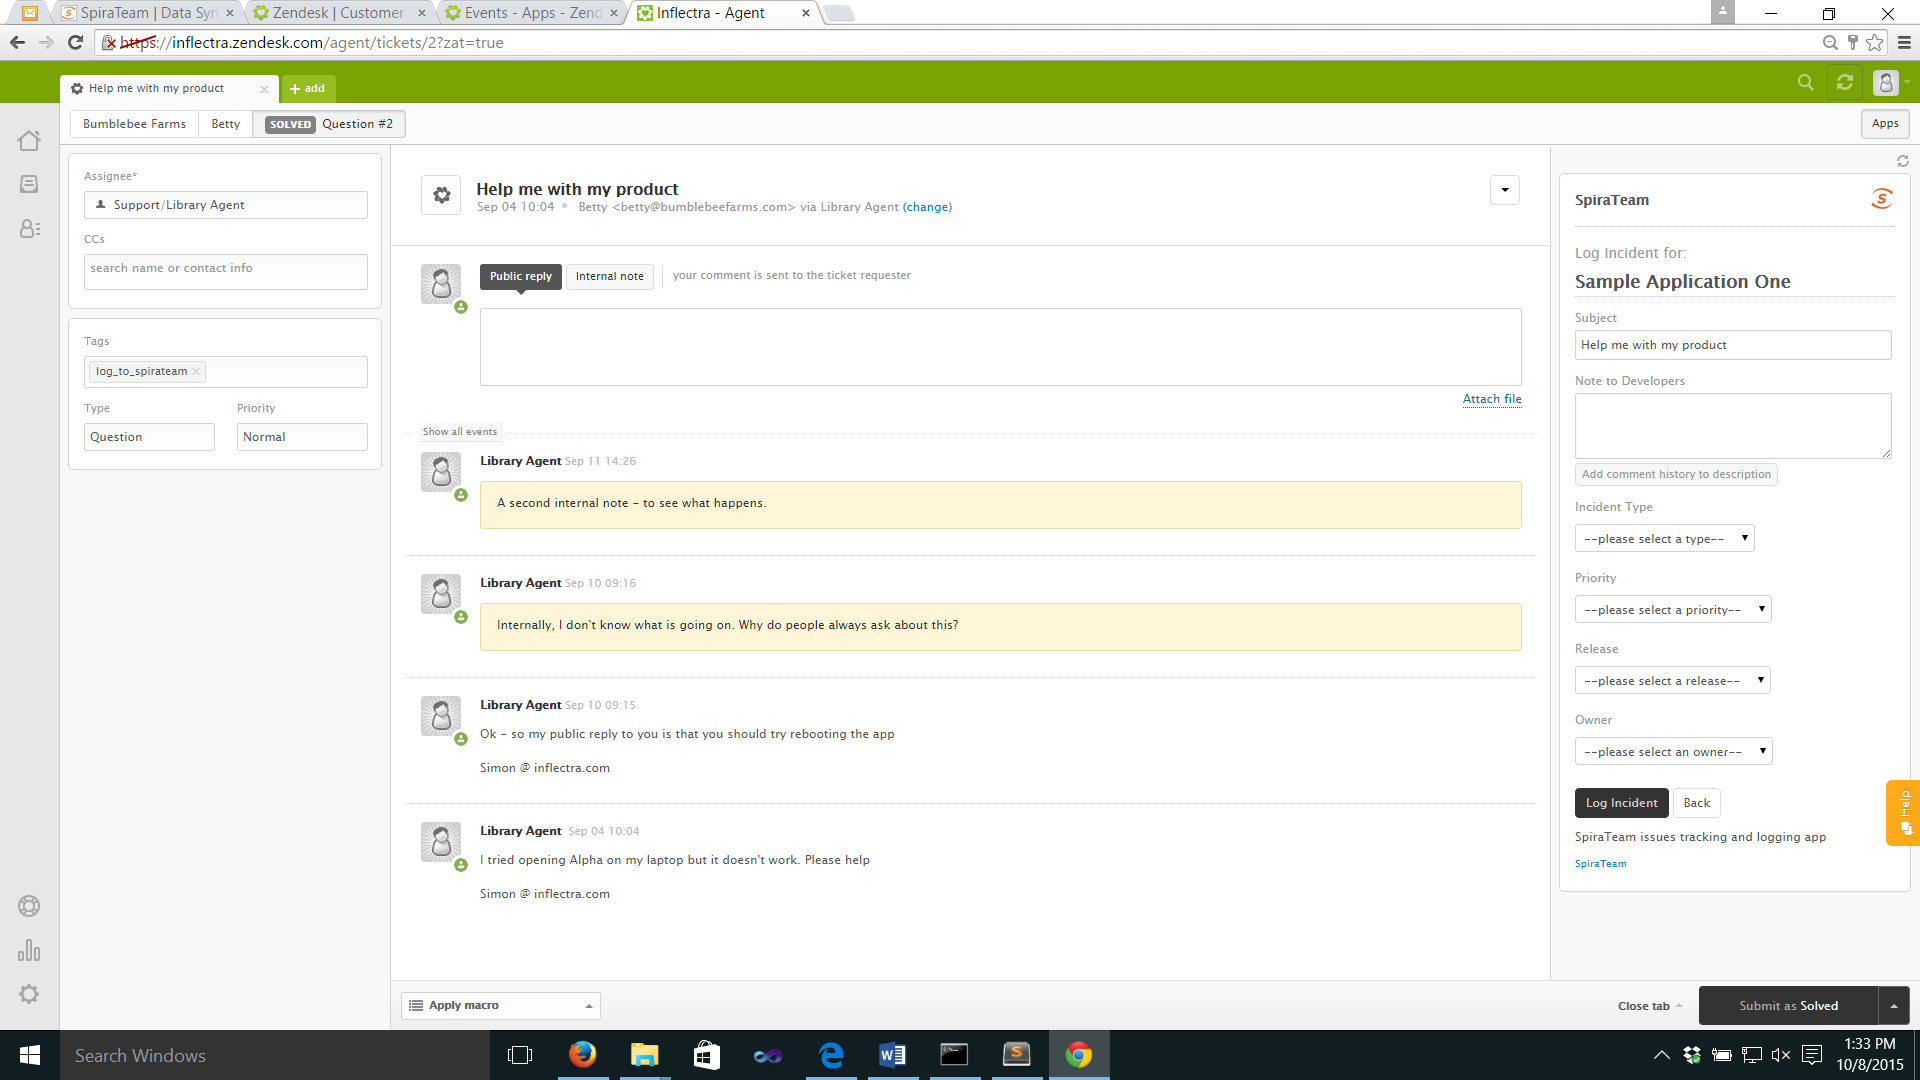 SpiraTeam | Data Syn
Zendesk | Customer
Events - Apps - Zend
Inflectra - Agent
https://inflectra.zendesk.com/agent/tickets/2?zat=true
Help me with my product
+ add
Bumblebee Farms
Betty
SOLVED Question #2
Apps
Assignee*
Support/Library Agent
CCs
search name or contact info
Tags
log_to_spirateam
Type
Priority
Question
Normal
Help me with my product
Sep 04 10:04 • Betty <betty@bumblebeefarms.com> via Library Agent (change)
Public reply
Internal note
your comment is sent to the ticket requester
Attach file
Show all events
Library Agent Sep 11 14:26
A second internal note - to see what happens.
Library Agent Sep 10 09:16
Internally, I don't know what is going on. Why do people always ask about this?
Library Agent Sep 10 09:15
Ok - so my public reply to you is that you should try rebooting the app
Simon @ inflectra.com
Library Agent Sep 04 10:04
I tried opening Alpha on my laptop but it doesn't work. Please help
Simon @ inflectra.com
Apply macro
Close tab
Submit as Solved
SpiraTeam
S
Log Incident for:
Sample Application One
Subject
Help me with my product
Note to Developers
Add comment history to description
Incident Type
--please select a type--
Priority
--please select a priority--
Release
--please select a release--
Owner
--please select an owner--
Log Incident
Back
SpiraTeam issues tracking and logging app
SpiraTeam
Help
Search Windows
1:33 PM
10/8/2015